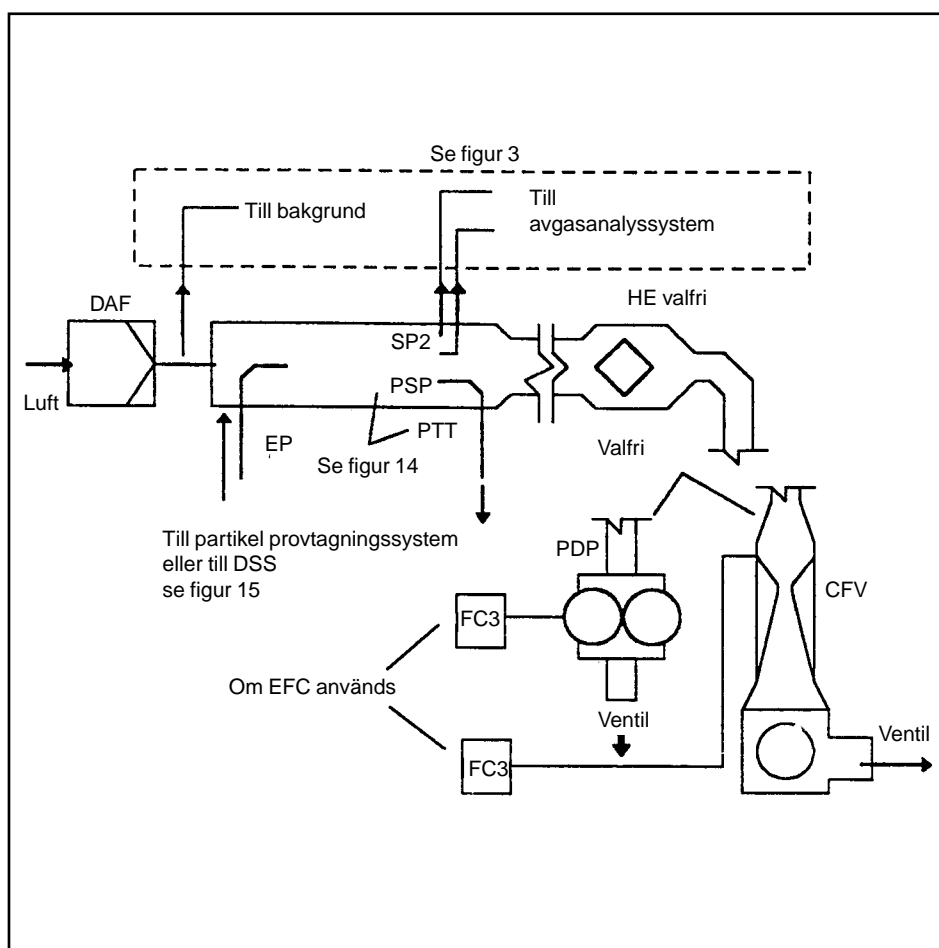 Se figur 3
Till bakgrund
Till
avgasanalyssystem
DAF
HE valfri
SP2
PSP
Luft
EP
PTT
Se figur 14
Valfri
Till partikel provtagningssystem
eller till DSS
se figur 15
PDP
CFV
FC3
Om EFC används
Ventil
Ventil
FC3